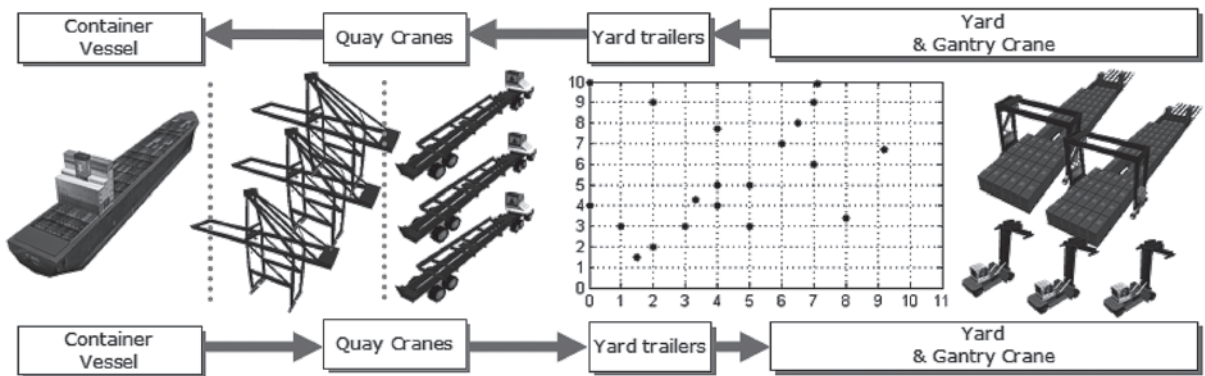 Container
Vessel
Quay Cranes
Yard trailers
Yard
& Gantry Crane
10
9
8
7
6
5
4
3
2
1
0
0 1 2 3 4 5 6 7 8 9 10 11
Container
Vessel
Quay Cranes
Yard trailers
Yard
& Gantry Crane